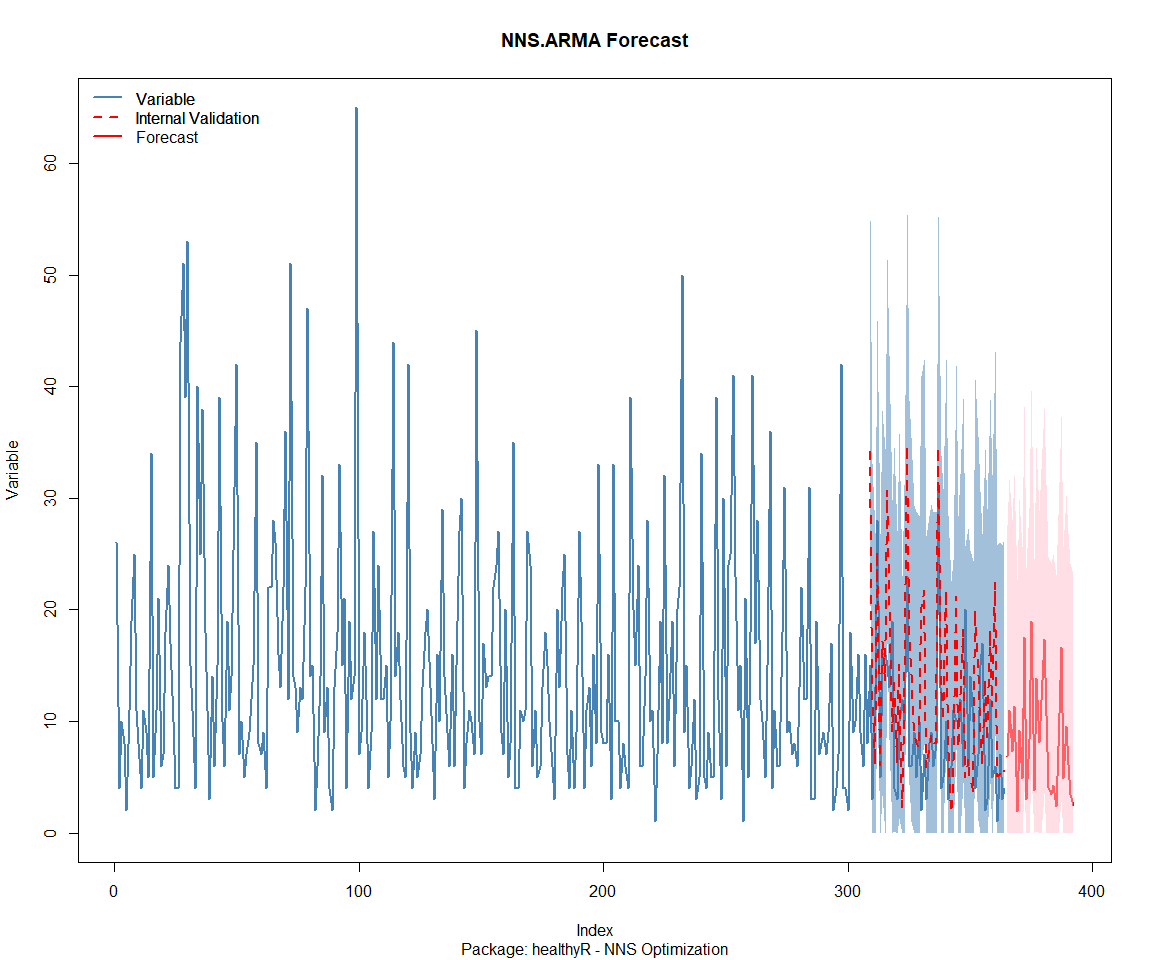 NNS.ARMA Forecast
Variable
Internal Validation
Forecast
Variable
60
50
40
30
20
10
0
0 100 200 300 400
Index
Package: healthyR - NNS Optimization